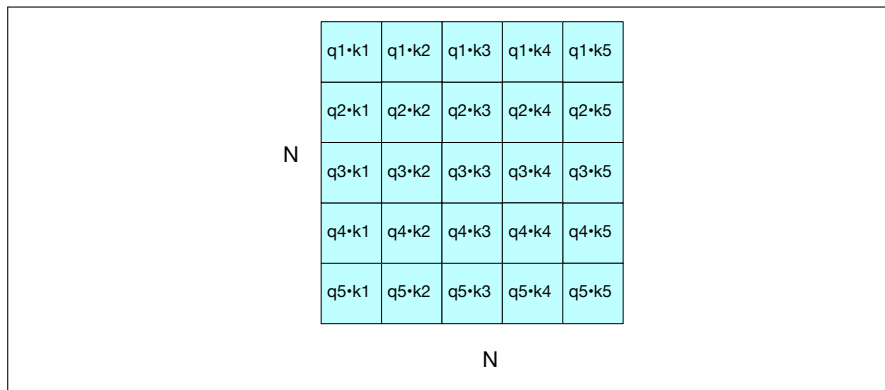 q1•k1 q1•k2 q1•k3 q1•k4 q1•k5
q2•k1 q2•k2 q2•k3 q2•k4 q2•k5
N
q3•k1 q3•k2 q3•k3 q3•k4 q3•k5
q4•k1 q4•k2 q4•k3 q4•k4 q4•k5
q5•k1 q5•k2 q5•k3 q5•k4 q5•k5
N